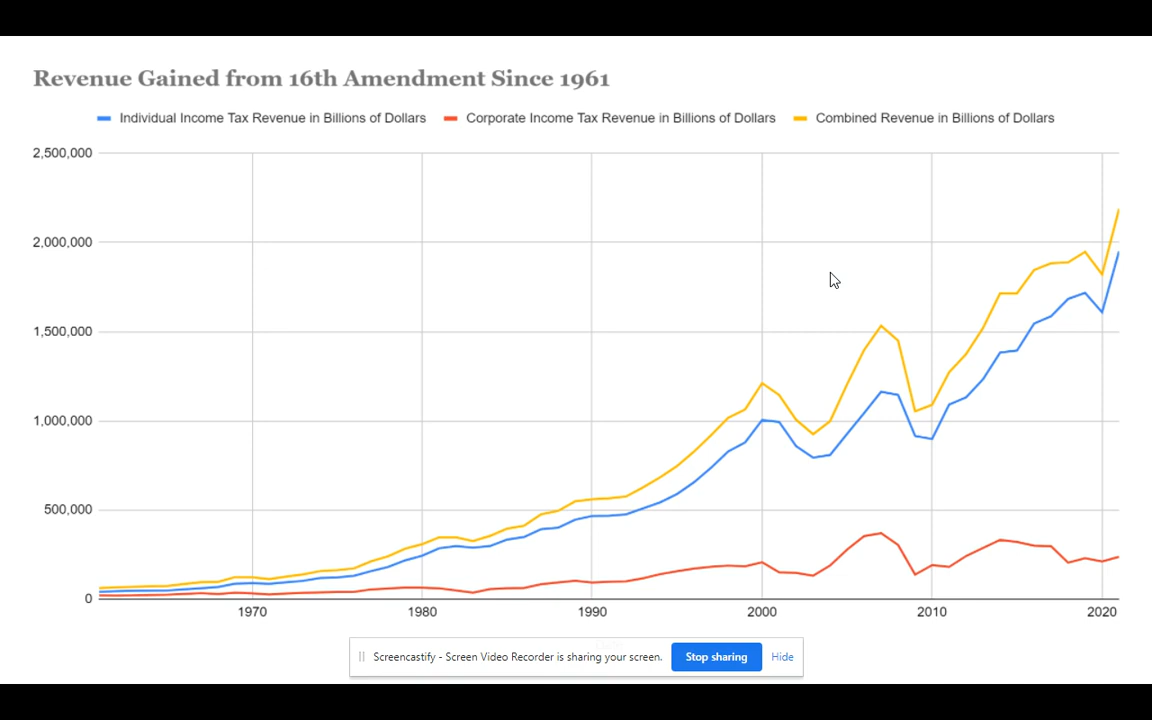 Revenue Gained from 16th Amendment Since 1961
Individual Income Tax Revenue in Billions of Dollars Corporate Income Tax Revenue in Billions of Dollars Combined Revenue in Billions of Dollars
2,500,000
2,000,000
1,500,000
1,000,000
500,000
0
1970 1980 1990 2000 2010 2020
Screencastify - Screen Video Recorder is sharing your screen. Stop sharing Hide